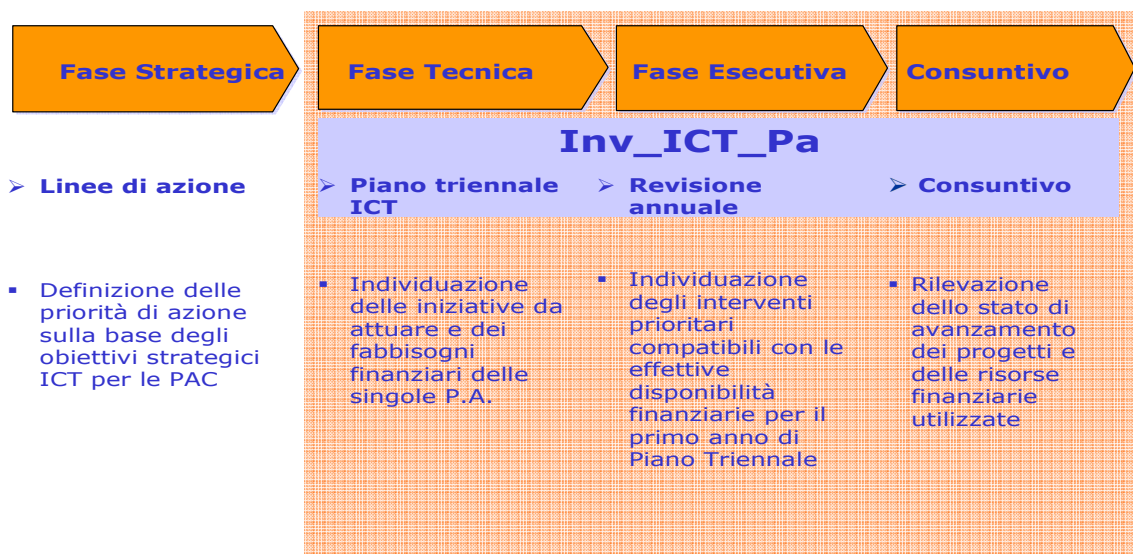 Fase Strategica
Fase Tecnica
Fase Esecutiva
Consuntivo
Inv_ICT_Pa
➢ Linee di azione
➢ Piano triennale
ICT
➢ Revisione
annuale
➢ Consuntivo
▪ Definizione delle
priorità di azione
sulla base degli
obiettivi strategici
ICT per le PAC
▪ Individuazione
delle iniziative da
attuare e dei
fabbisogni
finanziari delle
singole P.A.
▪ Individuazione
degli interventi
prioritari
compatibili con le
effettive
disponibilità
finanziarie per il
primo anno di
Piano Triennale
▪ Rilevazione
dello stato di
avanzamento
dei progetti e
delle risorse
finanziarie
utilizzate